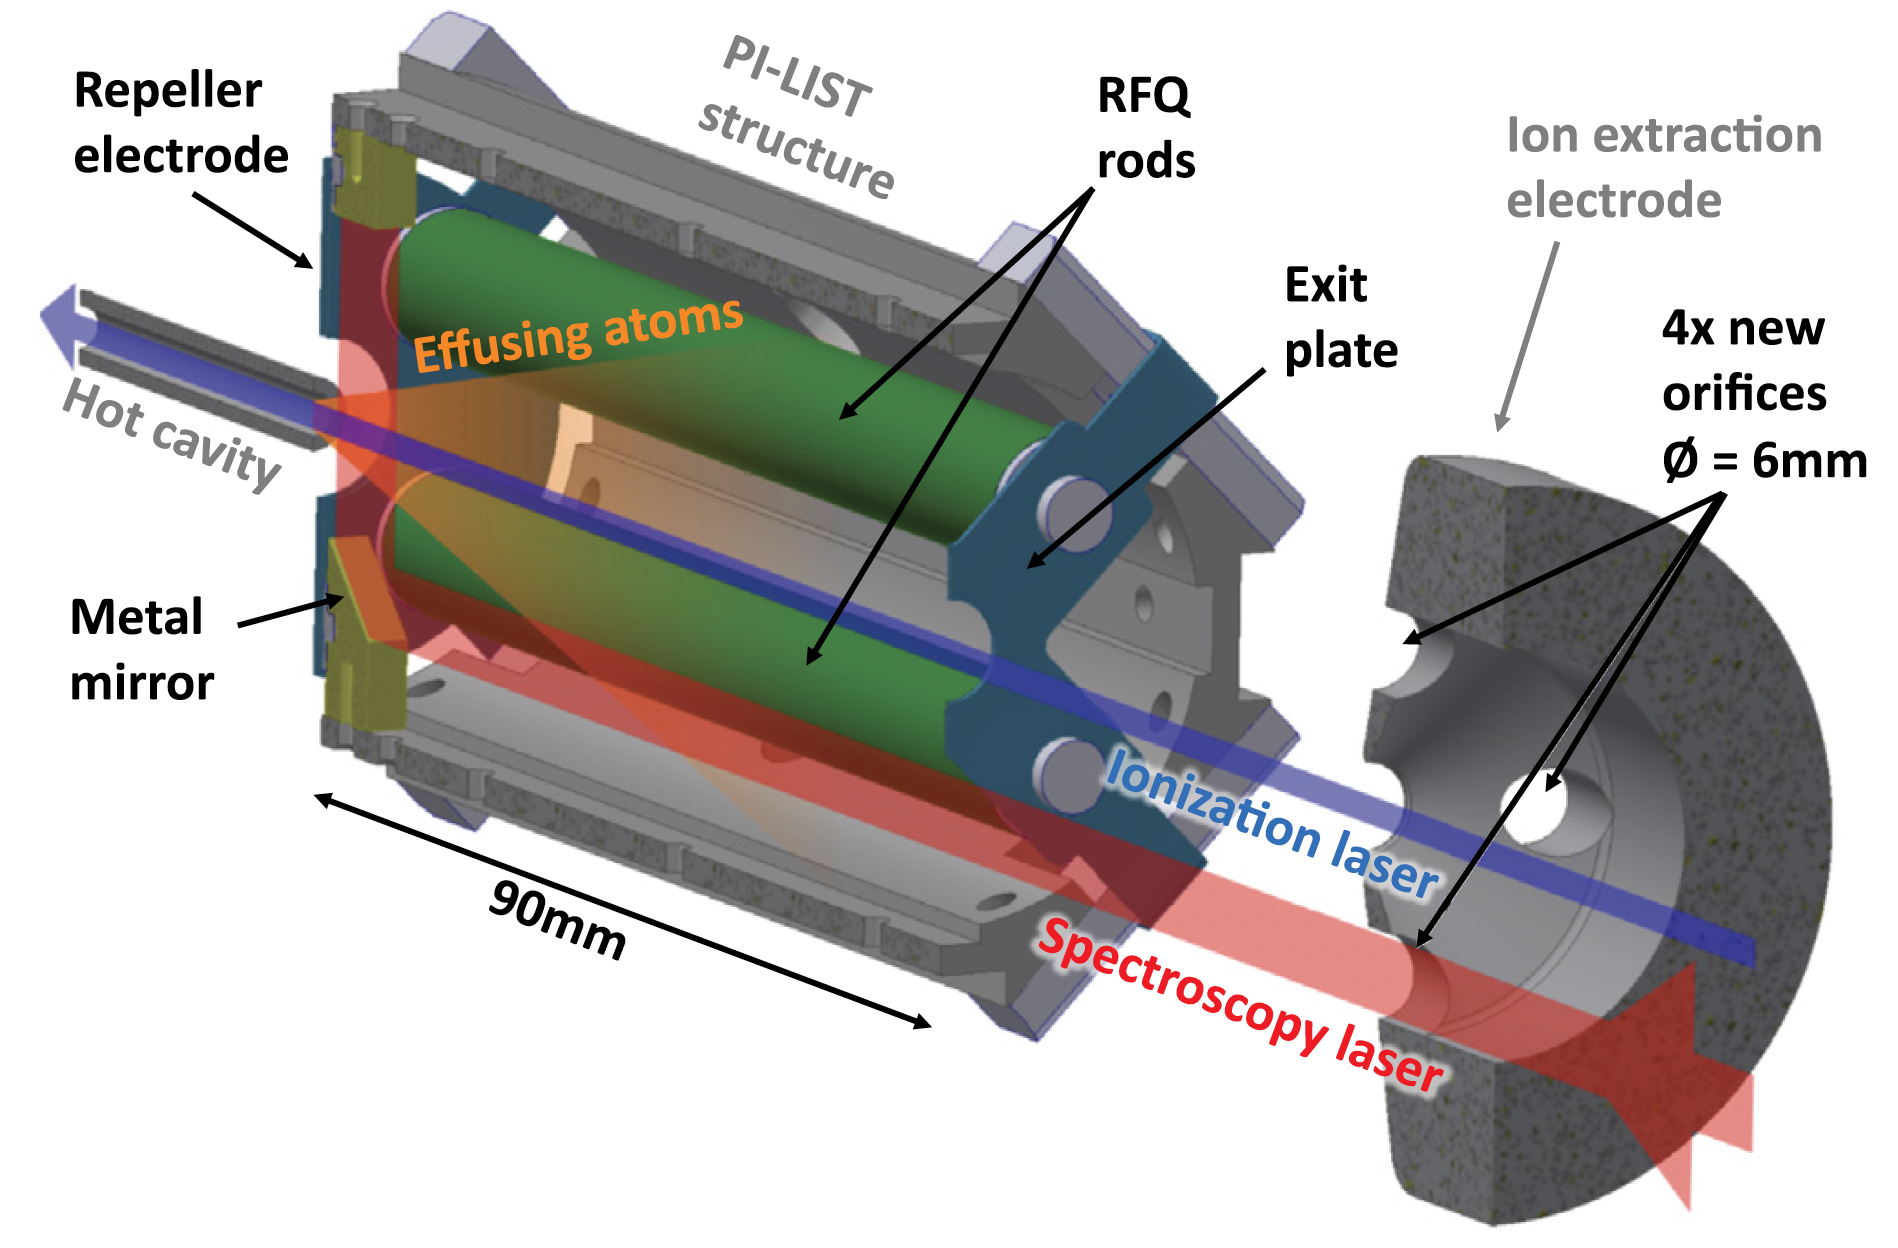 Repeller
electrode
PI-LIST
structure
RFQ
rods
Ion extraction
electrode
Exit
plate
4x new
orifices
Ø = 6mm
Effusing atoms
Hot cavity
Metal
mirror
90mm
Ionization laser
Spectroscopy laser